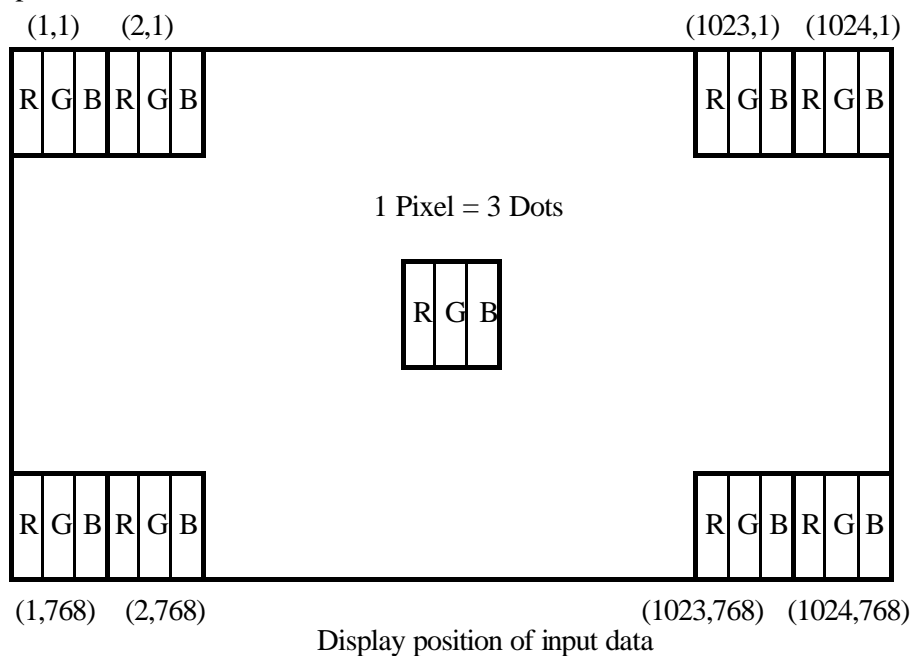 (1,1) (2,1) (1023,1) (1024,1)
R G B R G B R G B R G B
1 Pixel = 3 Dots
R G B
R G B R G B R G B R G B
(1,768) (2,768) (1023,768) (1024,768)
Display position of input data